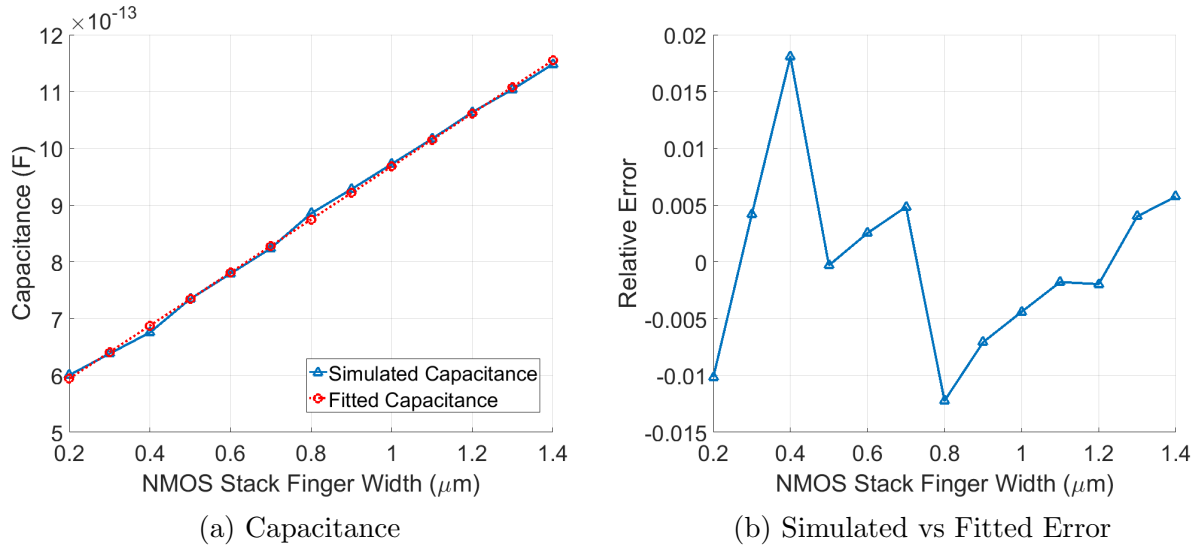 ×10⁻¹³
12
11
10
9
8
7
6
5
Capacitance (F)
Simulated Capacitance
Fitted Capacitance
0.2 0.4 0.6 0.8 1 1.2 1.4
NMOS Stack Finger Width (μm)
(a) Capacitance
0.02
0.015
0.01
0.005
0
-0.005
-0.01
-0.015
Relative Error
0.2 0.4 0.6 0.8 1 1.2 1.4
NMOS Stack Finger Width (μm)
(b) Simulated vs Fitted Error